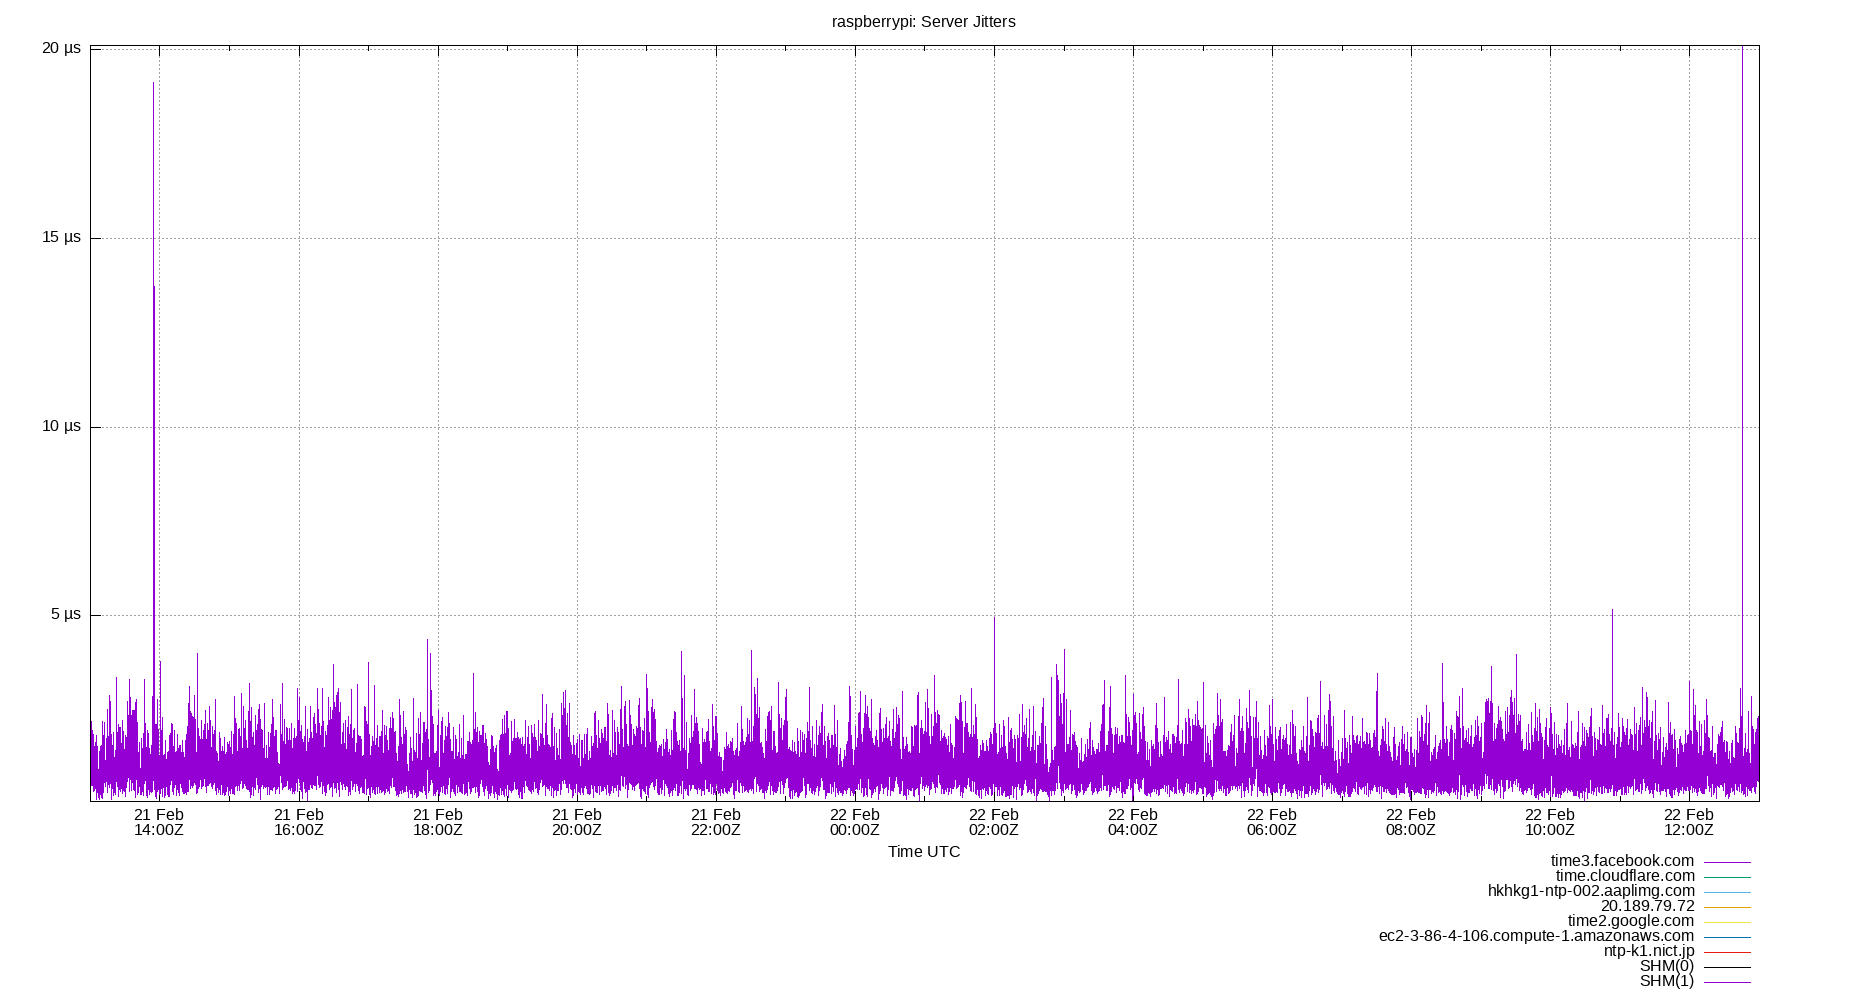 raspberrypi: Server Jitters
20 µs
15 µs
10 µs
5 µs
21 Feb 21 Feb 21 Feb 21 Feb 21 Feb 22 Feb 22 Feb 22 Feb 22 Feb 22 Feb 22 Feb 22 Feb
14:00Z 16:00Z 18:00Z 20:00Z 22:00Z 00:00Z 02:00Z 04:00Z 06:00Z 08:00Z 10:00Z 12:00Z
Time UTC
time3.facebook.com
time.cloudflare.com
hkhkg1-ntp-002.aaplimg.com
20.189.79.72
time2.google.com
ec2-3-86-4-106.compute-1.amazonaws.com
ntp-k1.nict.jp
SHM(0)
SHM(1)